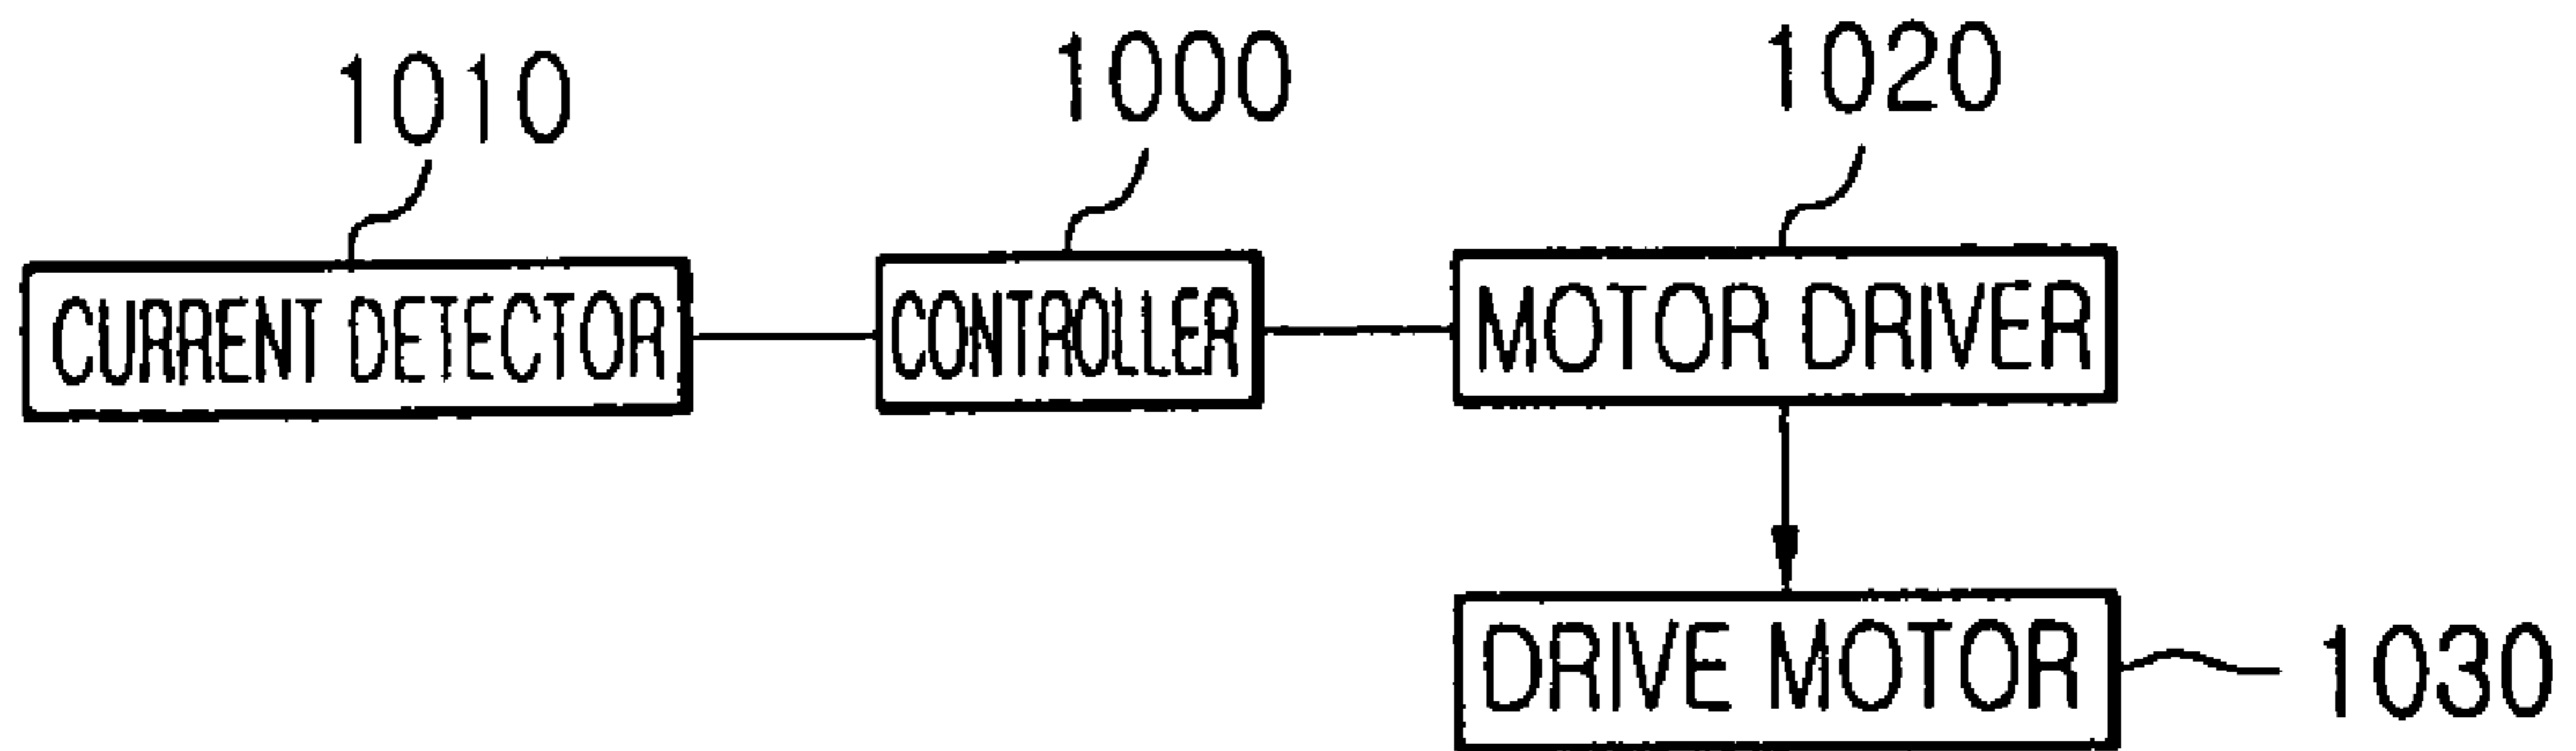 1010
1000
1020
CURRENT DETECTOR
CONTROLLER
MOTOR DRIVER
DRIVE MOTOR
1030